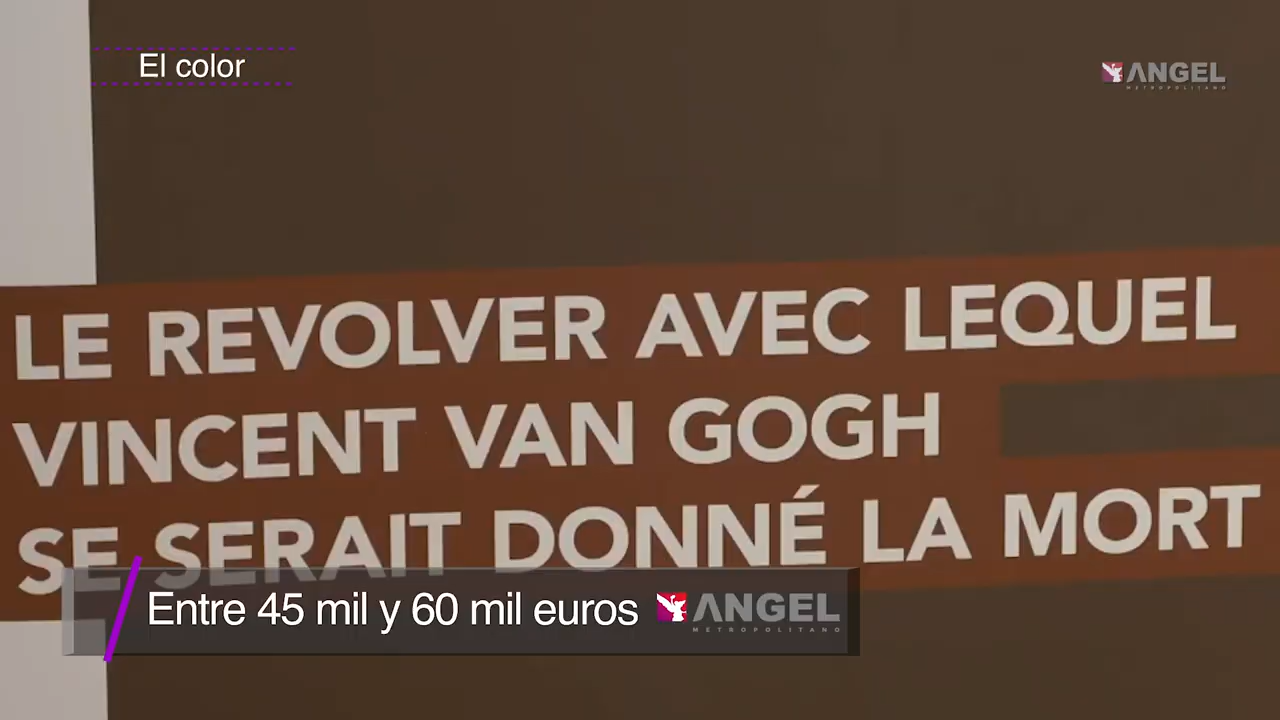 El color
ANGEL
METROPOLITANO
LE REVOLVER AVEC LEQUEL
VINCENT VAN GOGH
SE SERAIT DONNÉ LA MORT
Entre 45 mil y 60 mil euros
ANGEL
METROPOLITANO